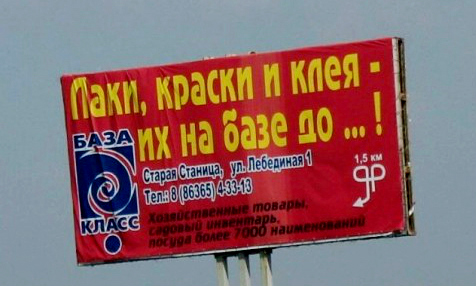 Лаки, краски и клея -
их на базе до ... !
БАЗА
КЛАСС
Старая Станица, ул. Лебединая 1
Тел.: 8 (86365) 4-33-13
1,5 км
Хозяйственные товары,
садовый инвентарь,
посуда более 7000 наименований